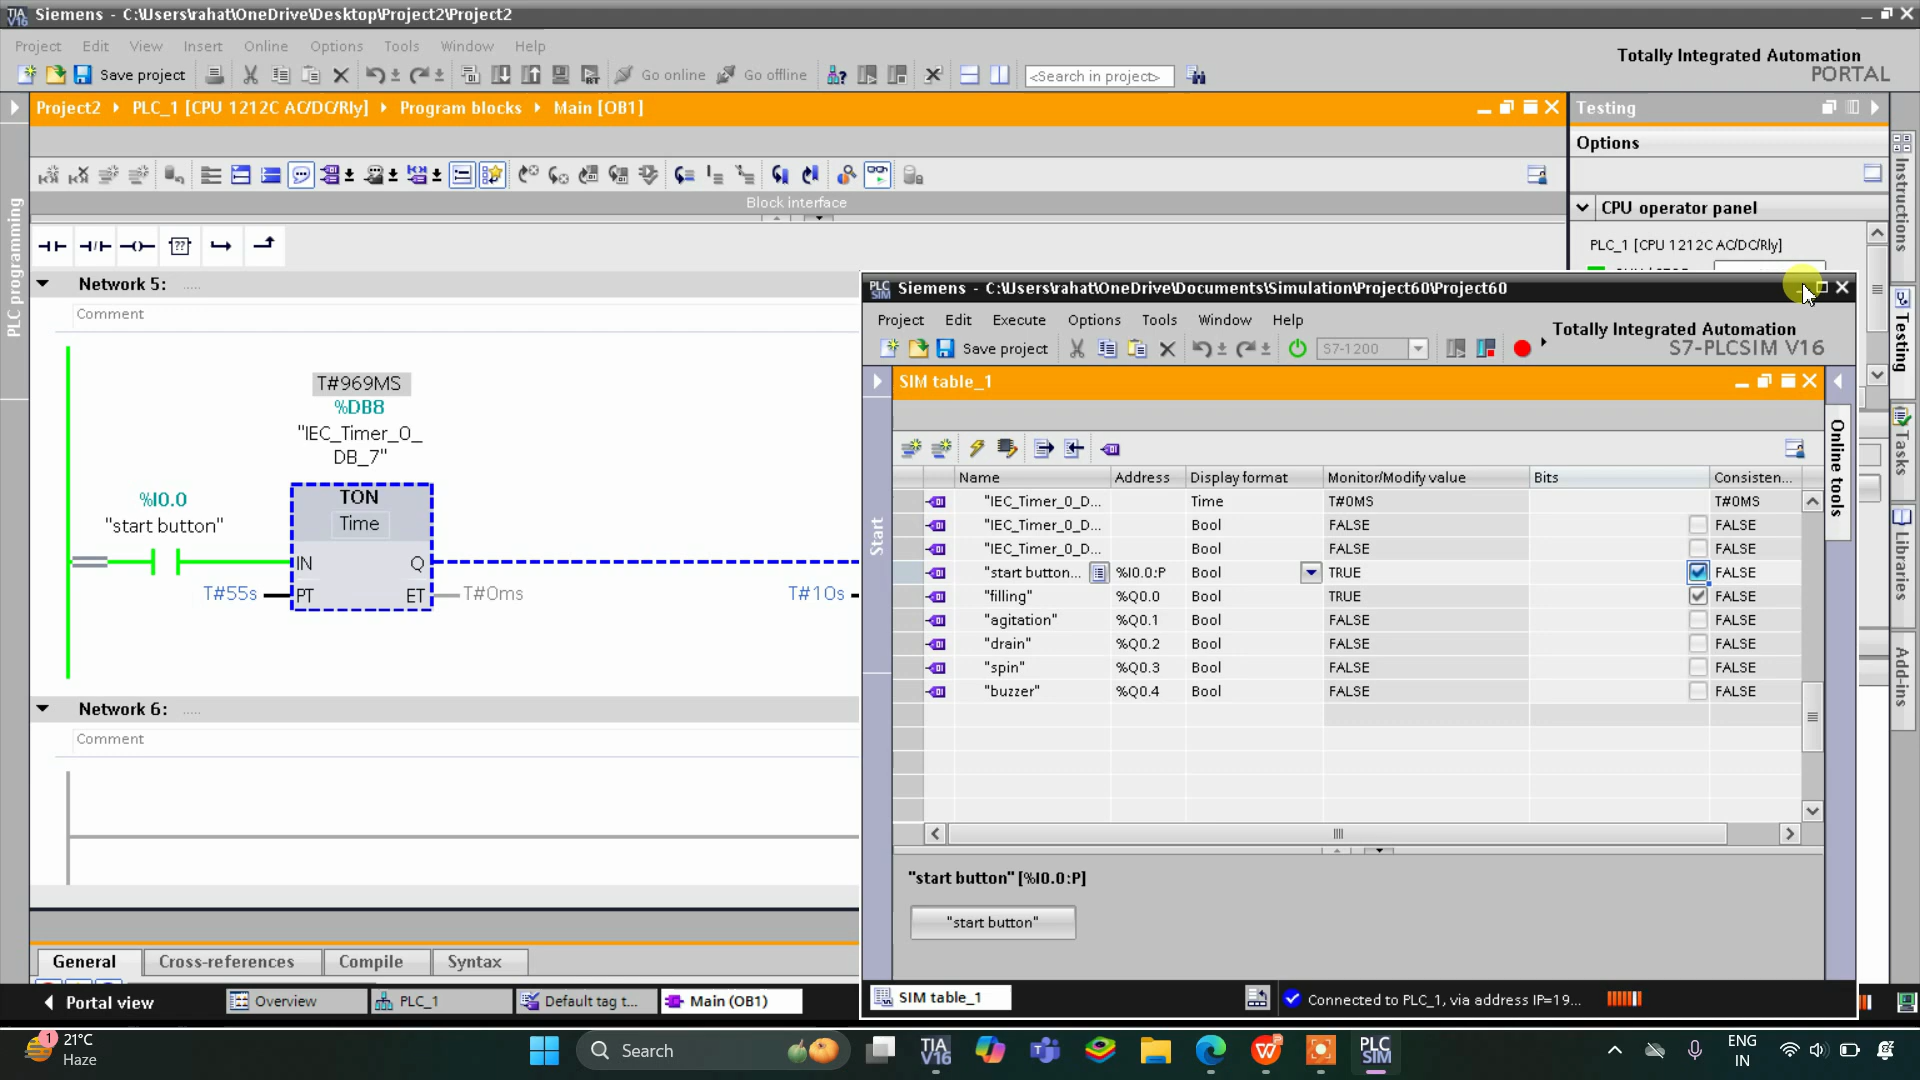 TIA V16 Siemens - C:\Users\rahat\OneDrive\Desktop\Project2\Project2
Project Edit View Insert Online Options Tools Window Help
Totally Integrated Automation
PORTAL
Save project Go online Go offline <Search in project>
Project2 PLC_1 [CPU 1212C AC/DC/Rly] Program blocks Main [OB1]
Testing
Options
Block interface
CPU operator panel
PLC_1 [CPU 1212C AC/DC/Rly]
PLC programming
Instructions
Testing
Tasks
Libraries
Add-ins
??
Network 5: .....
Comment
T#969MS
%DB8
"IEC_Timer_0_
DB_7"
%I0.0
"start button"
TON
Time
IN Q
T#55s PT ET T#0ms
T#10s
Network 6: .....
Comment
PLC SIM Siemens - C:\Users\rahat\OneDrive\Documents\Simulation\Project60\Project60
Project Edit Execute Options Tools Window Help
Totally Integrated Automation
S7-PLCSIM V16
Save project S7-1200
SIM table_1
Start
Online tools
Name Address Display format Monitor/Modify value Bits Consisten...
"IEC_Timer_0_D... Time T#0MS T#0MS
"IEC_Timer_0_D... Bool FALSE FALSE
"IEC_Timer_0_D... Bool FALSE FALSE
"start button... %I0.0:P Bool TRUE FALSE
"filling" %Q0.0 Bool TRUE FALSE
"agitation" %Q0.1 Bool FALSE FALSE
"drain" %Q0.2 Bool FALSE FALSE
"spin" %Q0.3 Bool FALSE FALSE
"buzzer" %Q0.4 Bool FALSE FALSE
"start button" [%I0.0:P]
"start button"
SIM table_1 Connected to PLC_1, via address IP=19...
General Cross-references Compile Syntax
Portal view Overview PLC_1 Default tag t... Main (OB1)
1 21°C
Haze
Search
TIA V16
PLC SIM
ENG
IN